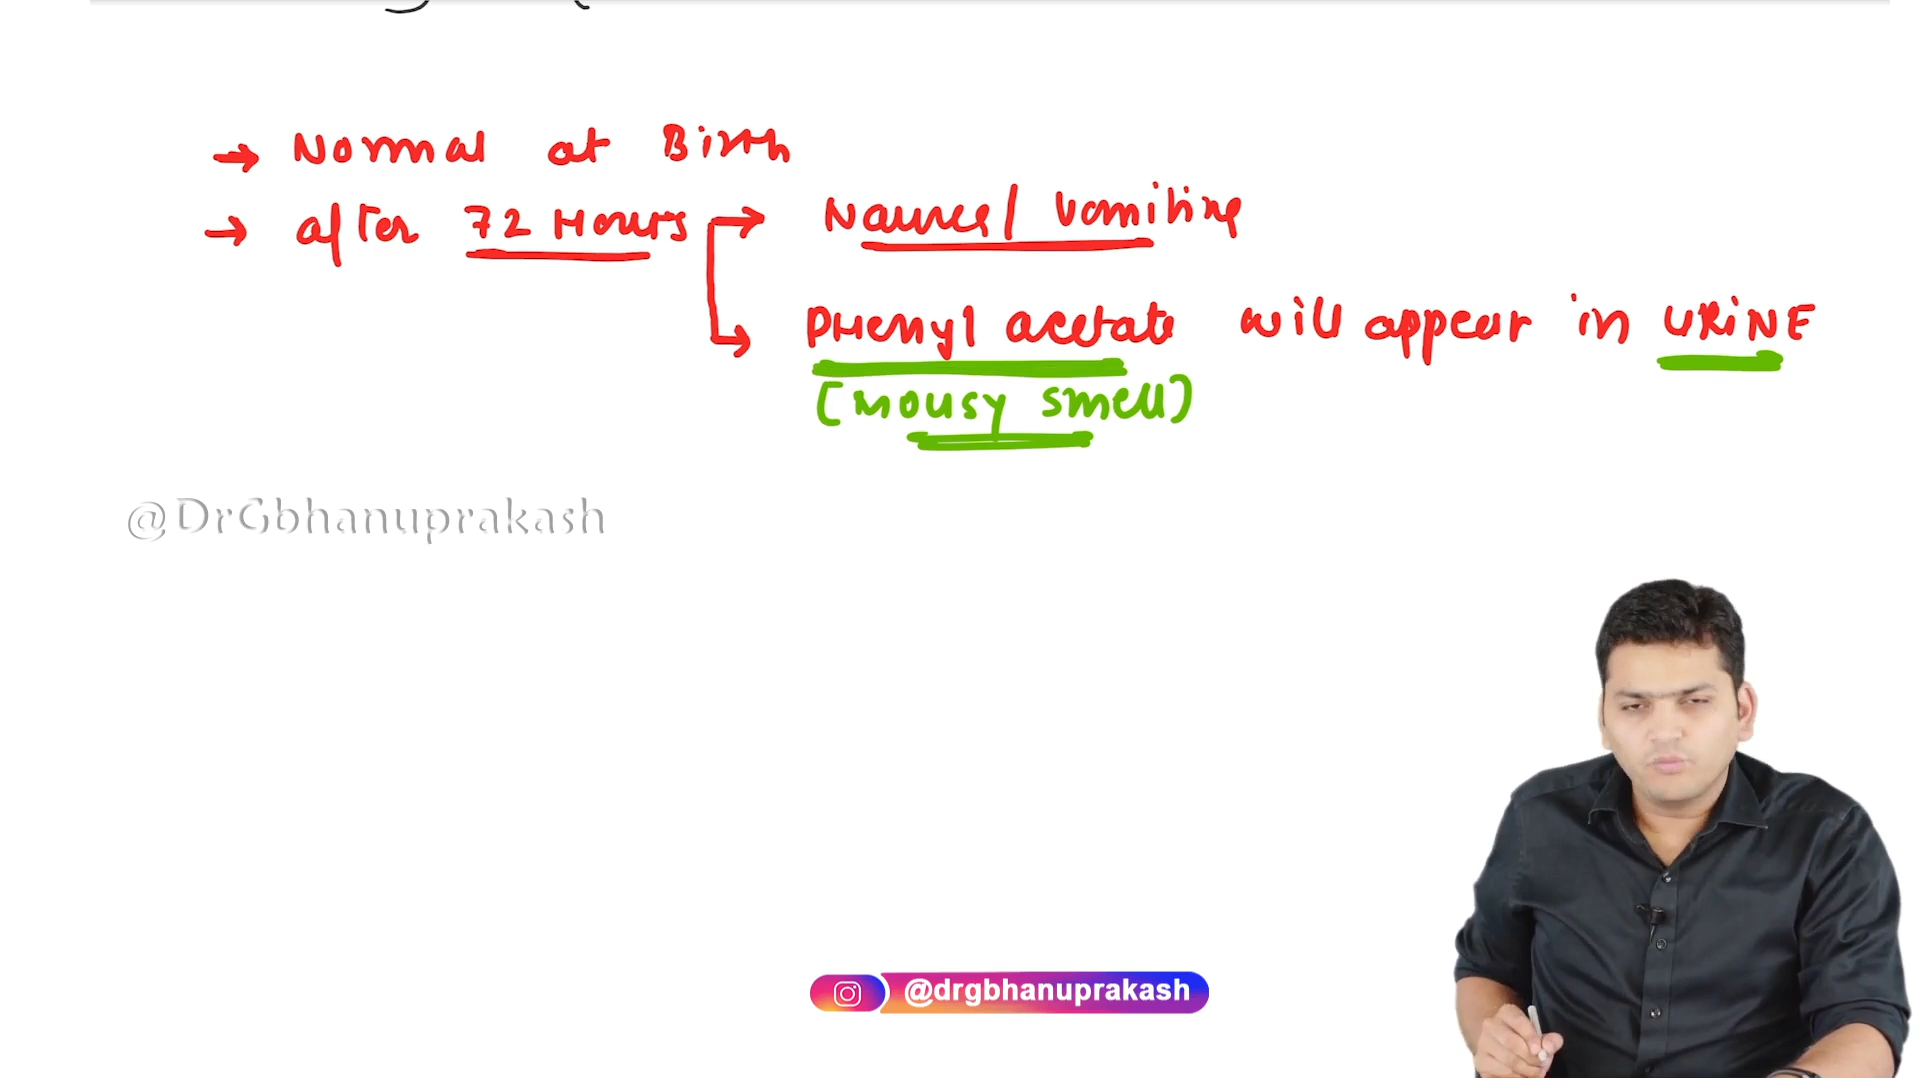 → Normal at Birth
→ after 72 Hours → Nausea/ Vomiting
→ Phenyl acetate will appear in URiNE
(mousy smell)
@DrGbhanuprakash
@drgbhanuprakash